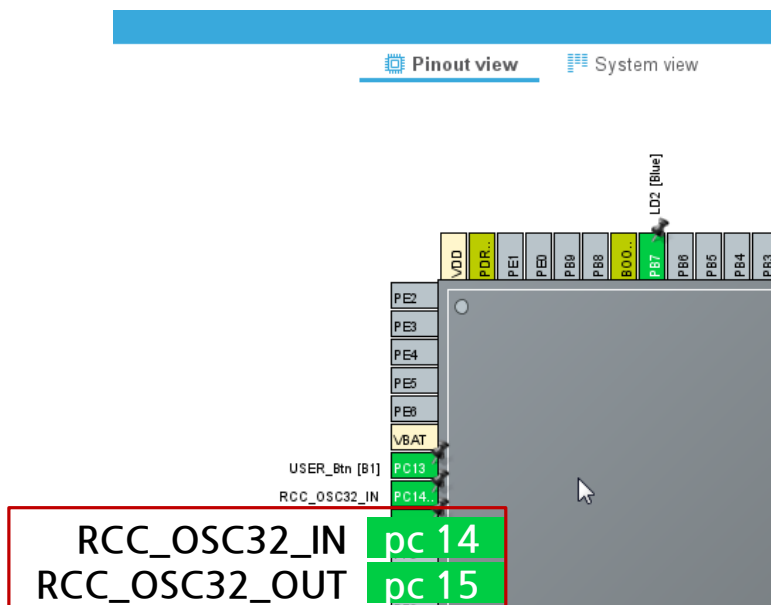 Pinout view System view
LD2 [Blue]
VDD PDR.. PE1 PE0 PB9 PB8 BOO.. PB7 PB6 PB5 PB4 PB3
PE2
PE3
PE4
PE5
PE6
VBAT
USER_Btn [B1] PC13
RCC_OSC32_IN PC14..
RCC_OSC32_IN pc 14
RCC_OSC32_OUT pc 15